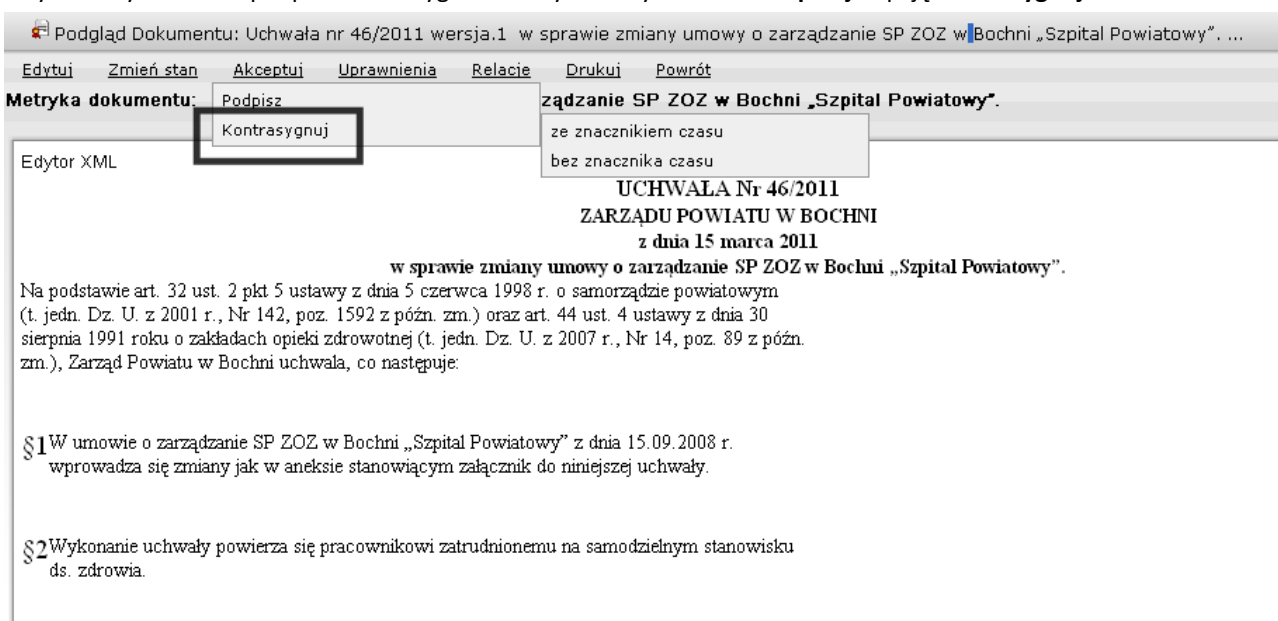 Podgląd Dokumentu: Uchwała nr 46/2011 wersja.1 w sprawie zmiany umowy o zarządzanie SP ZOZ w Bochni „Szpital Powiatowy”. ...
Edytuj Zmień stan Akceptuj Uprawnienia Relacje Drukuj Powrót
Metryka dokumentu: ządzanie SP ZOZ w Bochni „Szpital Powiatowy”.
Podpisz
Kontrasygnuj
ze znacznikiem czasu
bez znacznika czasu
Edytor XML
UCHWAŁA Nr 46/2011
ZARZĄDU POWIATU W BOCHNI
z dnia 15 marca 2011
w sprawie zmiany umowy o zarządzanie SP ZOZ w Bochni „Szpital Powiatowy”.
Na podstawie art. 32 ust. 2 pkt 5 ustawy z dnia 5 czerwca 1998 r. o samorządzie powiatowym
(t. jedn. Dz. U. z 2001 r., Nr 142, poz. 1592 z późn. zm.) oraz art. 44 ust. 4 ustawy z dnia 30
sierpnia 1991 roku o zakładach opieki zdrowotnej (t. jedn. Dz. U. z 2007 r., Nr 14, poz. 89 z późn.
zm.), Zarząd Powiatu w Bochni uchwala, co następuje:
§1 W umowie o zarządzanie SP ZOZ w Bochni „Szpital Powiatowy” z dnia 15.09.2008 r.
wprowadza się zmiany jak w aneksie stanowiącym załącznik do niniejszej uchwały.
§2 Wykonanie uchwały powierza się pracownikowi zatrudnionemu na samodzielnym stanowisku
ds. zdrowia.